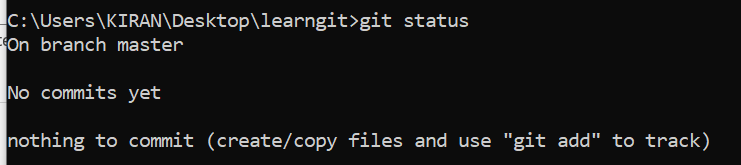 C:\Users\KIRAN\Desktop\learngit>git status
On branch master
No commits yet
nothing to commit (create/copy files and use "git add" to track)